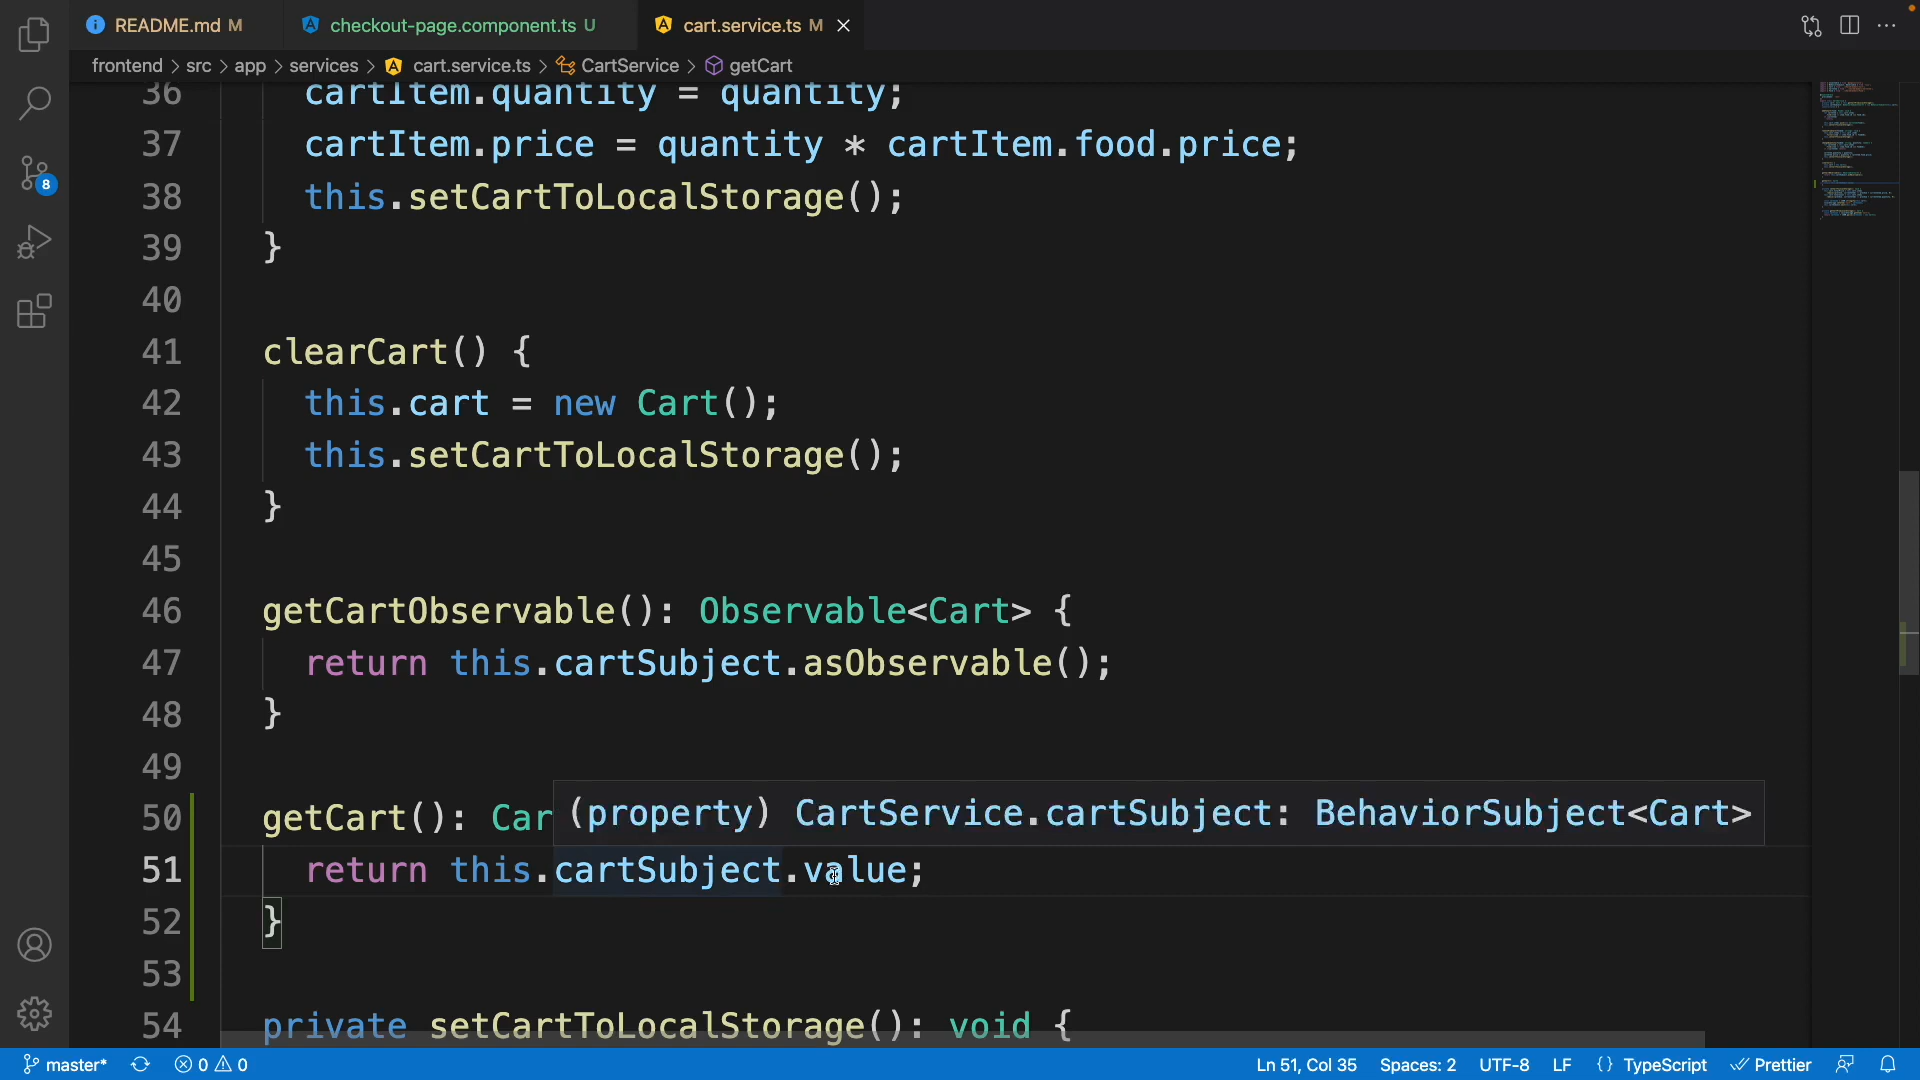 README.md M
checkout-page.component.ts U
cart.service.ts M
frontend > src > app > services > cart.service.ts > CartService > getCart
36 cartItem.quantity = quantity;
37 cartItem.price = quantity * cartItem.food.price;
38 this.setCartToLocalStorage();
39 }
40
41 clearCart() {
42 this.cart = new Cart();
43 this.setCartToLocalStorage();
44 }
45
46 getCartObservable(): Observable<Cart> {
47 return this.cartSubject.asObservable();
48 }
49
50 getCart(): Car
(property) CartService.cartSubject: BehaviorSubject<Cart>
51 return this.cartSubject.value;
52 }
53
54 private setCartToLocalStorage(): void {
8
master* 0 0 Ln 51, Col 35 Spaces: 2 UTF-8 LF {} TypeScript Prettier